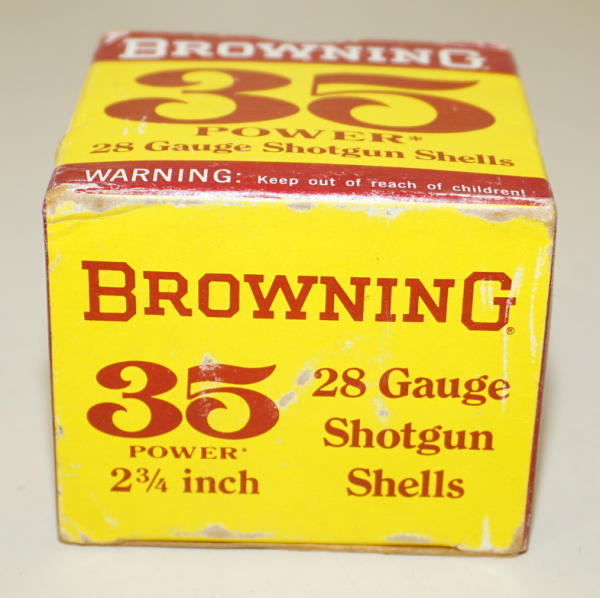 BROWNING
35
POWER*
28 Gauge Shotgun Shells
WARNING: Keep out of reach of children!
BROWNING®
35
POWER*
2¾ inch
28 Gauge
Shotgun
Shells